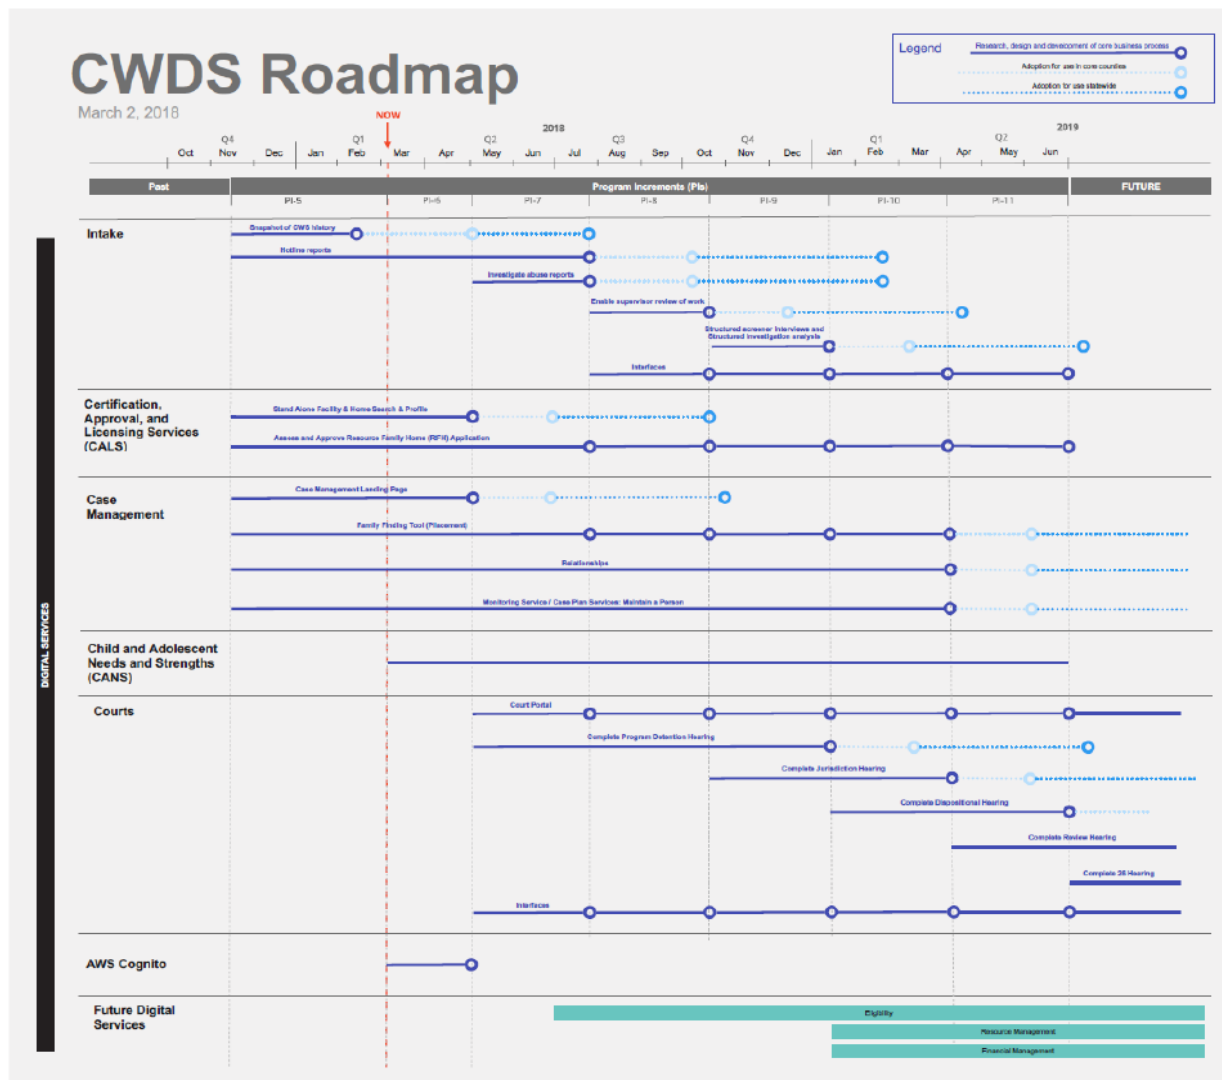 CWDS Roadmap
March 2, 2018
Legend
Research, design and development of core business process
Adoption for use in core counties
Adoption for use statewide
NOW
2018
2019
Q4
Q1
Q2
Q3
Q4
Q1
Q2
Oct
Nov
Dec
Jan
Feb
Mar
Apr
May
Jun
Jul
Aug
Sep
Oct
Nov
Dec
Jan
Feb
Mar
Apr
May
Jun
Past
Program Increments (PIs)
FUTURE
PI-5
PI-6
PI-7
PI-8
PI-9
PI-10
PI-11
DIGITAL SERVICES
Intake
Snapshot of CWS history
Hotline reports
Investigate abuse reports
Enable supervisor review of work
Structured screener interviews and
Structured investigation analysis
Interfaces
Certification,
Approval, and
Licensing Services
(CALS)
Stand Alone Facility & Home Search & Profile
Assess and Approve Resource Family Home (RFH) Application
Case
Management
Case Management Landing Page
Family Finding Tool (Placement)
Relationships
Monitoring Service / Case Plan Services: Maintain a Person
Child and Adolescent
Needs and Strengths
(CANS)
Courts
Court Portal
Complete Program Detention Hearing
Complete Jurisdiction Hearing
Complete Dispositional Hearing
Complete Review Hearing
Complete 26 Hearing
Interfaces
AWS Cognito
Future Digital
Services
Eligibility
Resource Management
Financial Management